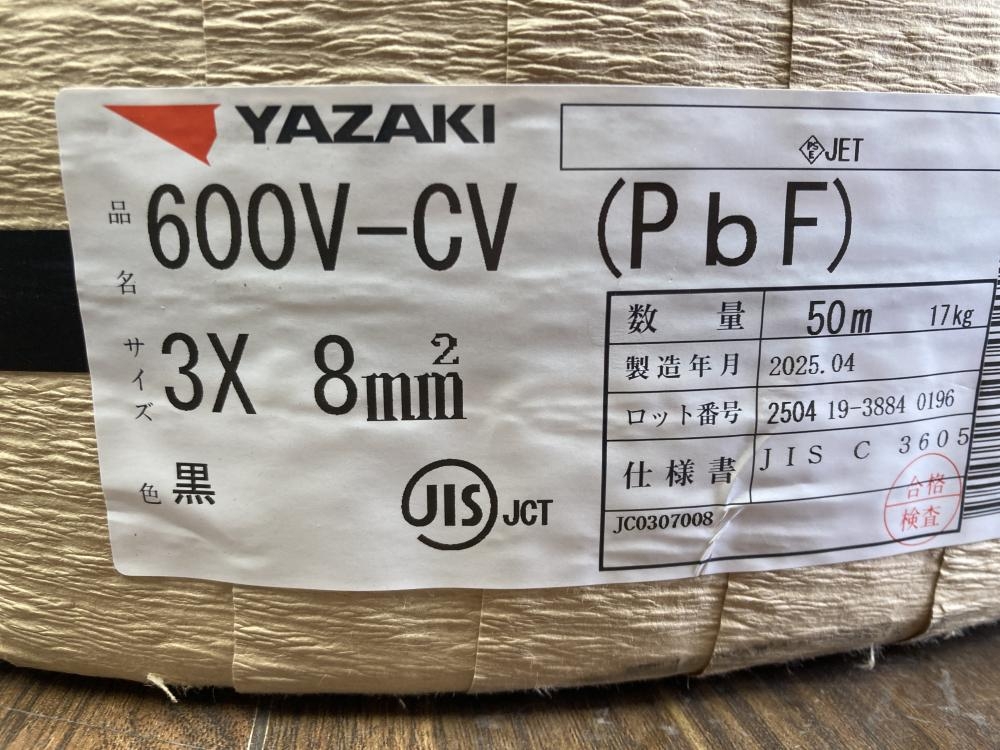 YAZAKI
PSE JET
品名 600V-CV (PbF)
サイズ 3X 8mm²
色 黒
JIS JCT
数量 50m 17kg
製造年月 2025.04
ロット番号 2504 19-3884 0196
仕様書 JIS C 3605
JC0307008
合格
検査